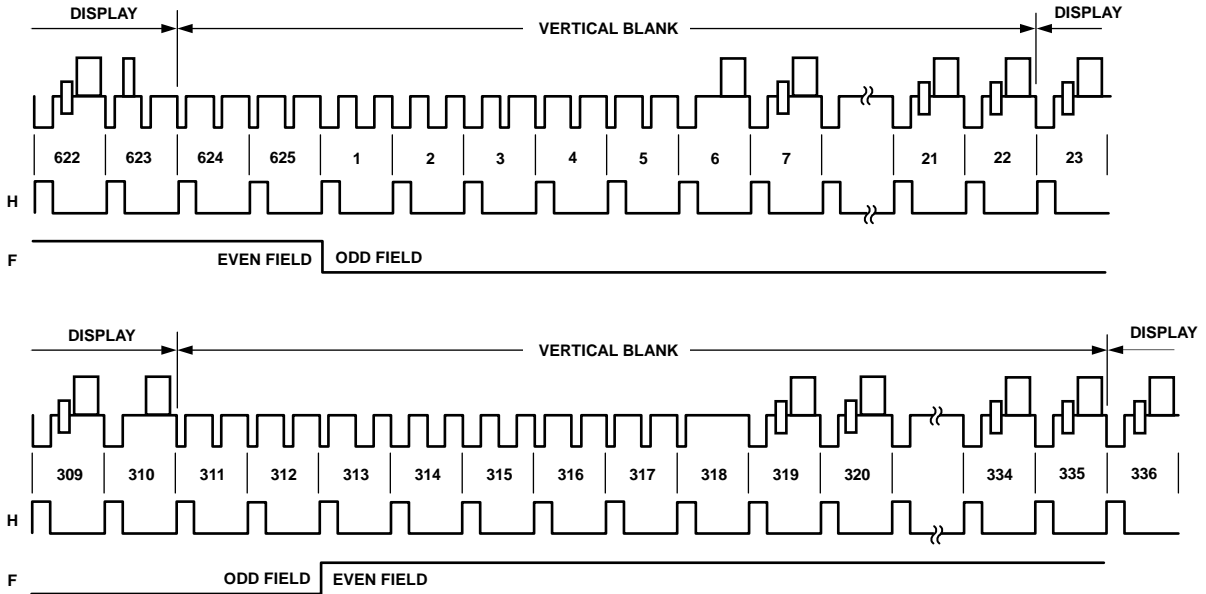 DISPLAY VERTICAL BLANK DISPLAY
622 623 624 625 1 2 3 4 5 6 7 21 22 23
H
F EVEN FIELD ODD FIELD
DISPLAY VERTICAL BLANK DISPLAY
309 310 311 312 313 314 315 316 317 318 319 320 334 335 336
H
F ODD FIELD EVEN FIELD